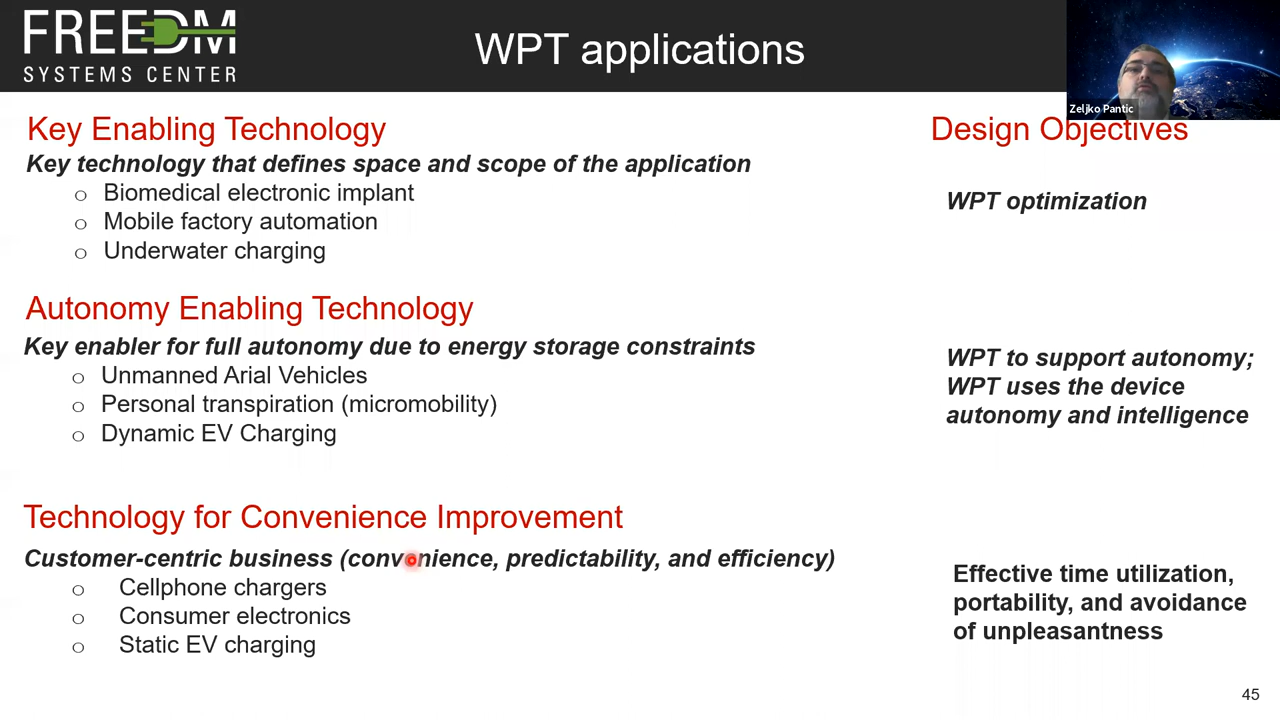 FREEDM
SYSTEMS CENTER
WPT applications
Zeljko Pantic
Key Enabling Technology
Key technology that defines space and scope of the application
Biomedical electronic implant
Mobile factory automation
Underwater charging
Design Objectives
WPT optimization
Autonomy Enabling Technology
Key enabler for full autonomy due to energy storage constraints
Unmanned Arial Vehicles
Personal transpiration (micromobility)
Dynamic EV Charging
WPT to support autonomy;
WPT uses the device
autonomy and intelligence
Technology for Convenience Improvement
Customer-centric business (convenience, predictability, and efficiency)
Cellphone chargers
Consumer electronics
Static EV charging
Effective time utilization,
portability, and avoidance
of unpleasantness
45